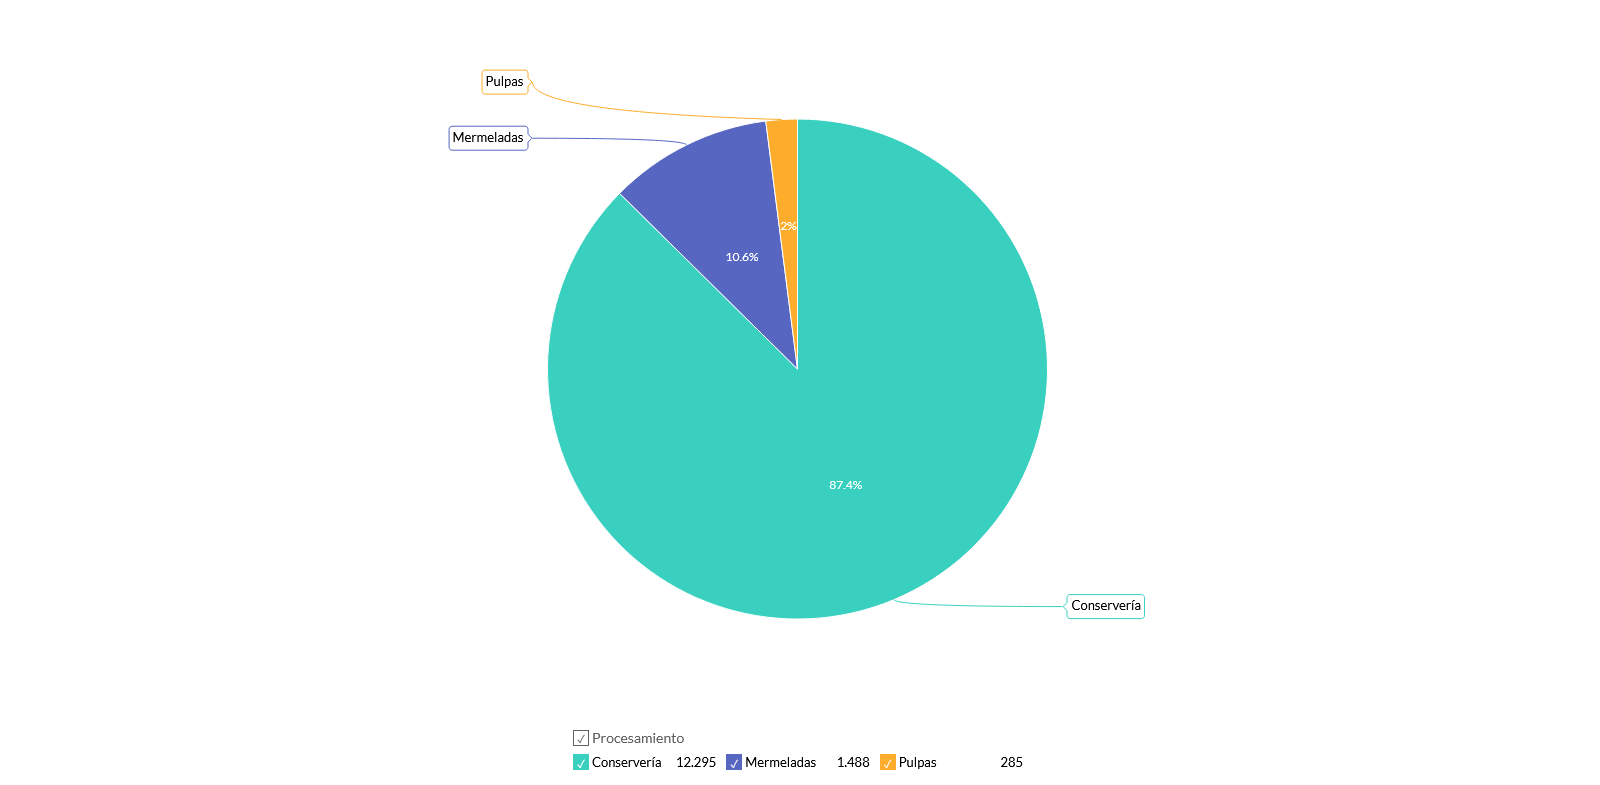 Pulpas
Mermeladas
2%
10.6%
87.4%
Conservería
Procesamiento
Conservería 12.295 Mermeladas 1.488 Pulpas 285